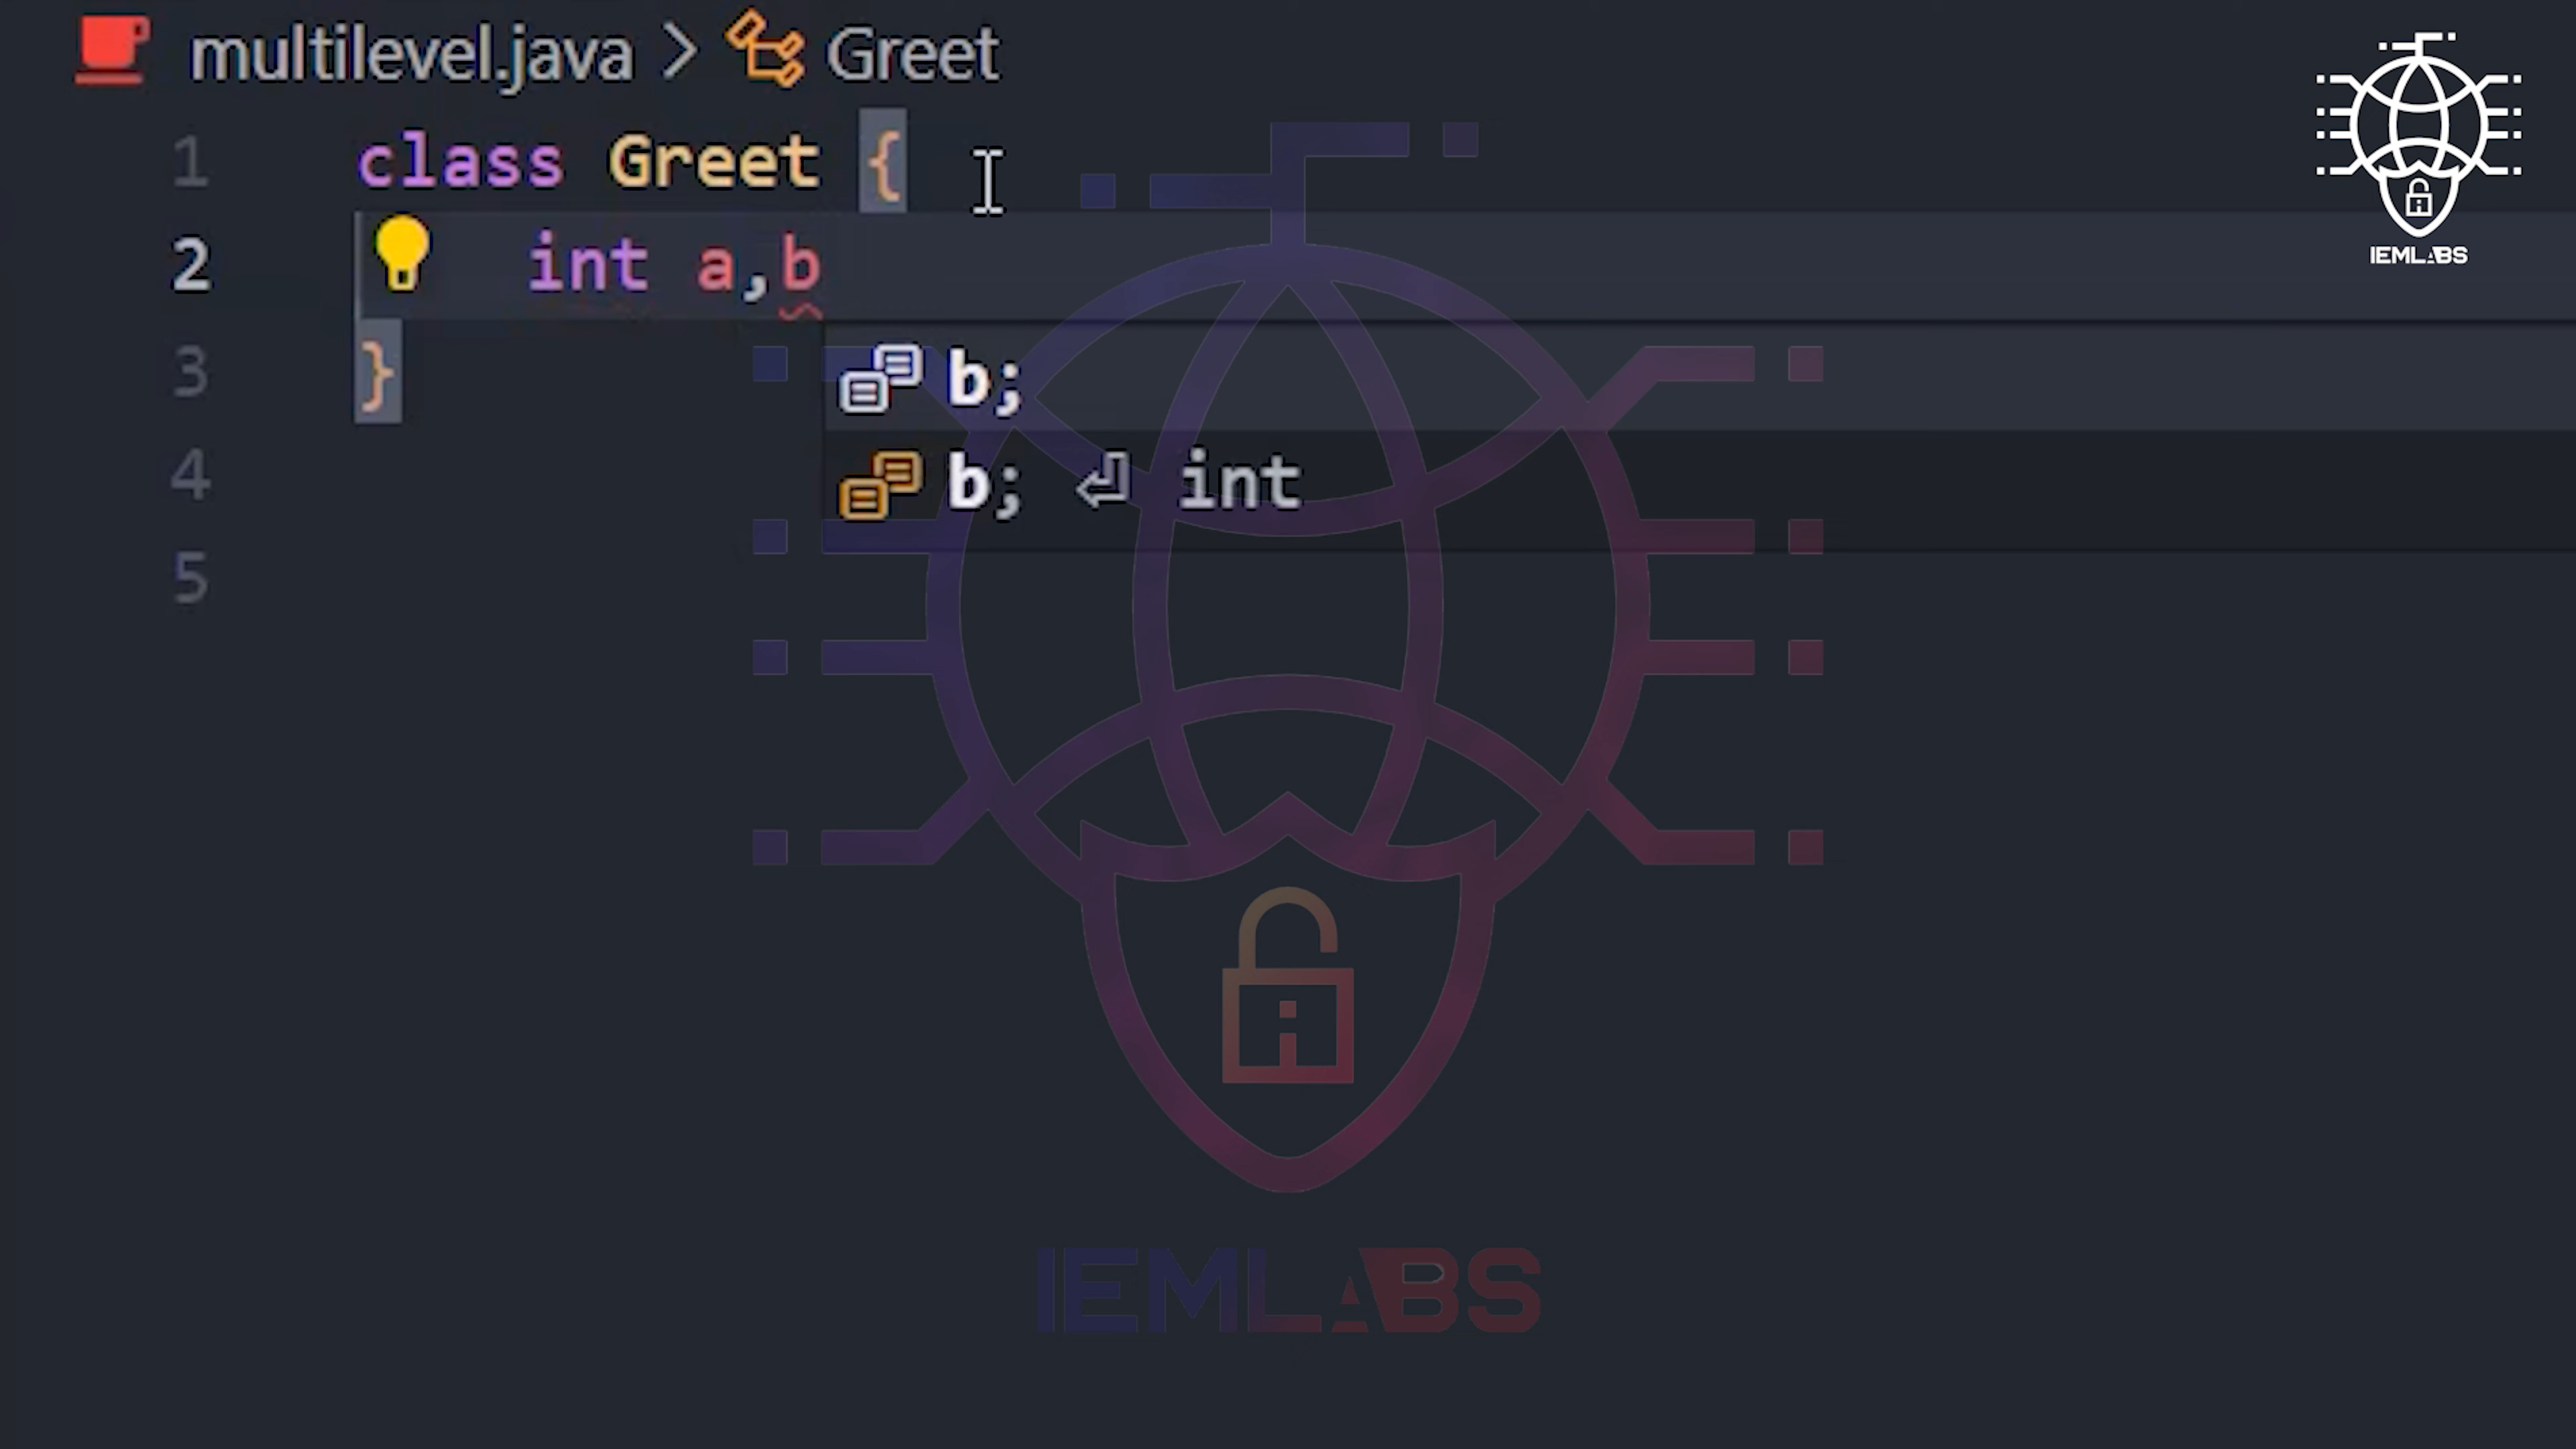 multilevel.java > Greet
1 class Greet {
2 int a,b
3 }
b;
4
b; ⏎ int
5
IEMLABS
IEMLABS